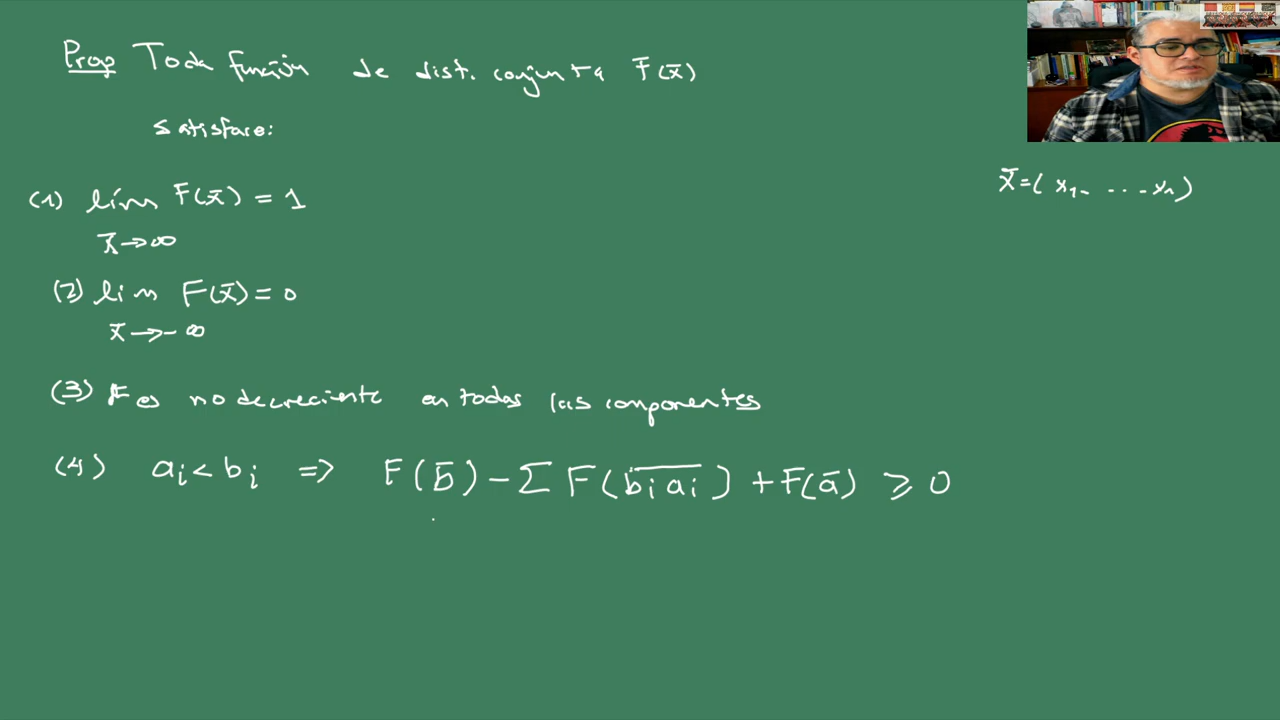 Prop Toda función de dist. conjunta F(x̄)
satisface:
x̄=(x₁, ... xₙ)
(1) lím F(x̄) = 1
x̄→∞
(2) lím F(x̄) = 0
x̄→-∞
(3) F es no decreciente en todas las componentes
(4) aᵢ < bᵢ ⇒ F(b̄) - Σ F(b̅ᵢ̅a̅ᵢ̅) + F(ā) ≥ 0